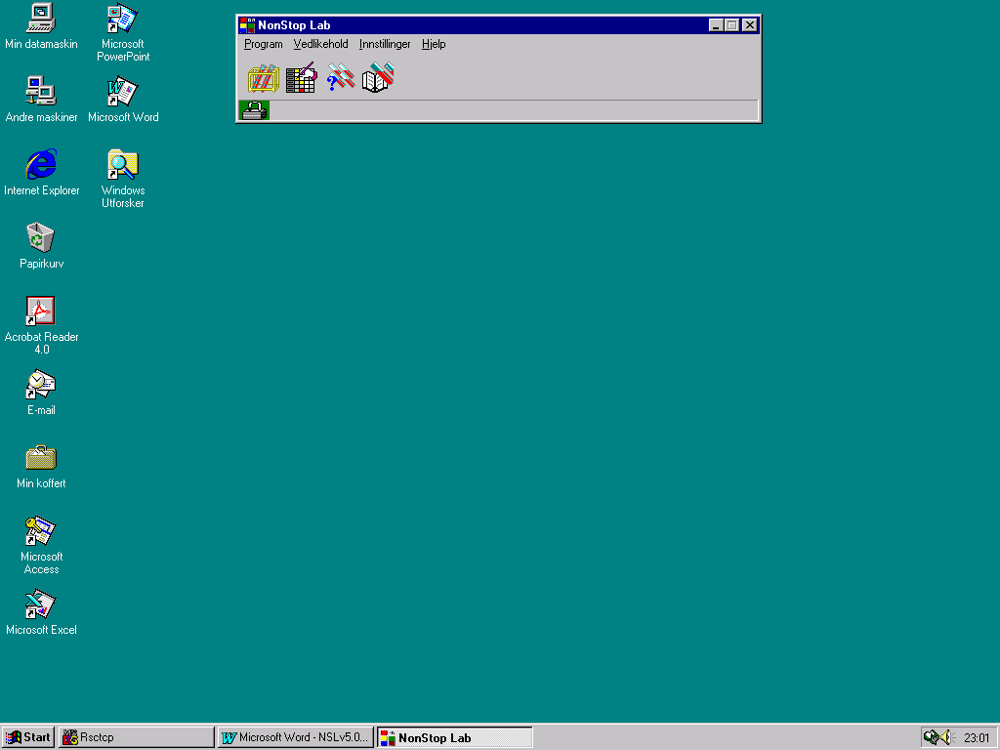 Min datamaskin
Microsoft
PowerPoint
Andre maskiner
Microsoft Word
Internet Explorer
Windows
Utforsker
Papirkurv
Acrobat Reader
4.0
E-mail
Min koffert
Microsoft
Access
Microsoft Excel
NonStop Lab
Program Vedlikehold Innstillinger Hjelp
Start
Rsctcp
Microsoft Word - NSLv5.0...
NonStop Lab
23:01